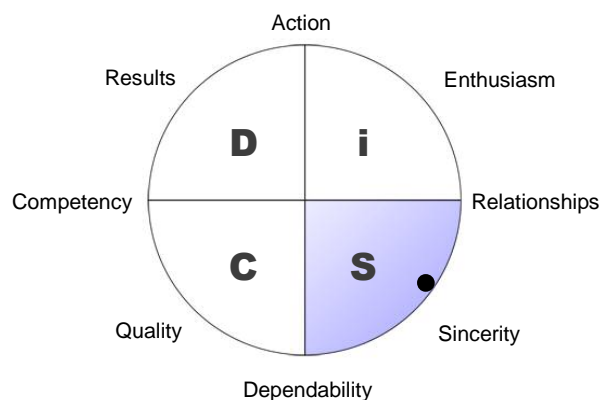 Action
Results
Enthusiasm
D i
Competency
Relationships
C S
Quality
Sincerity
Dependability